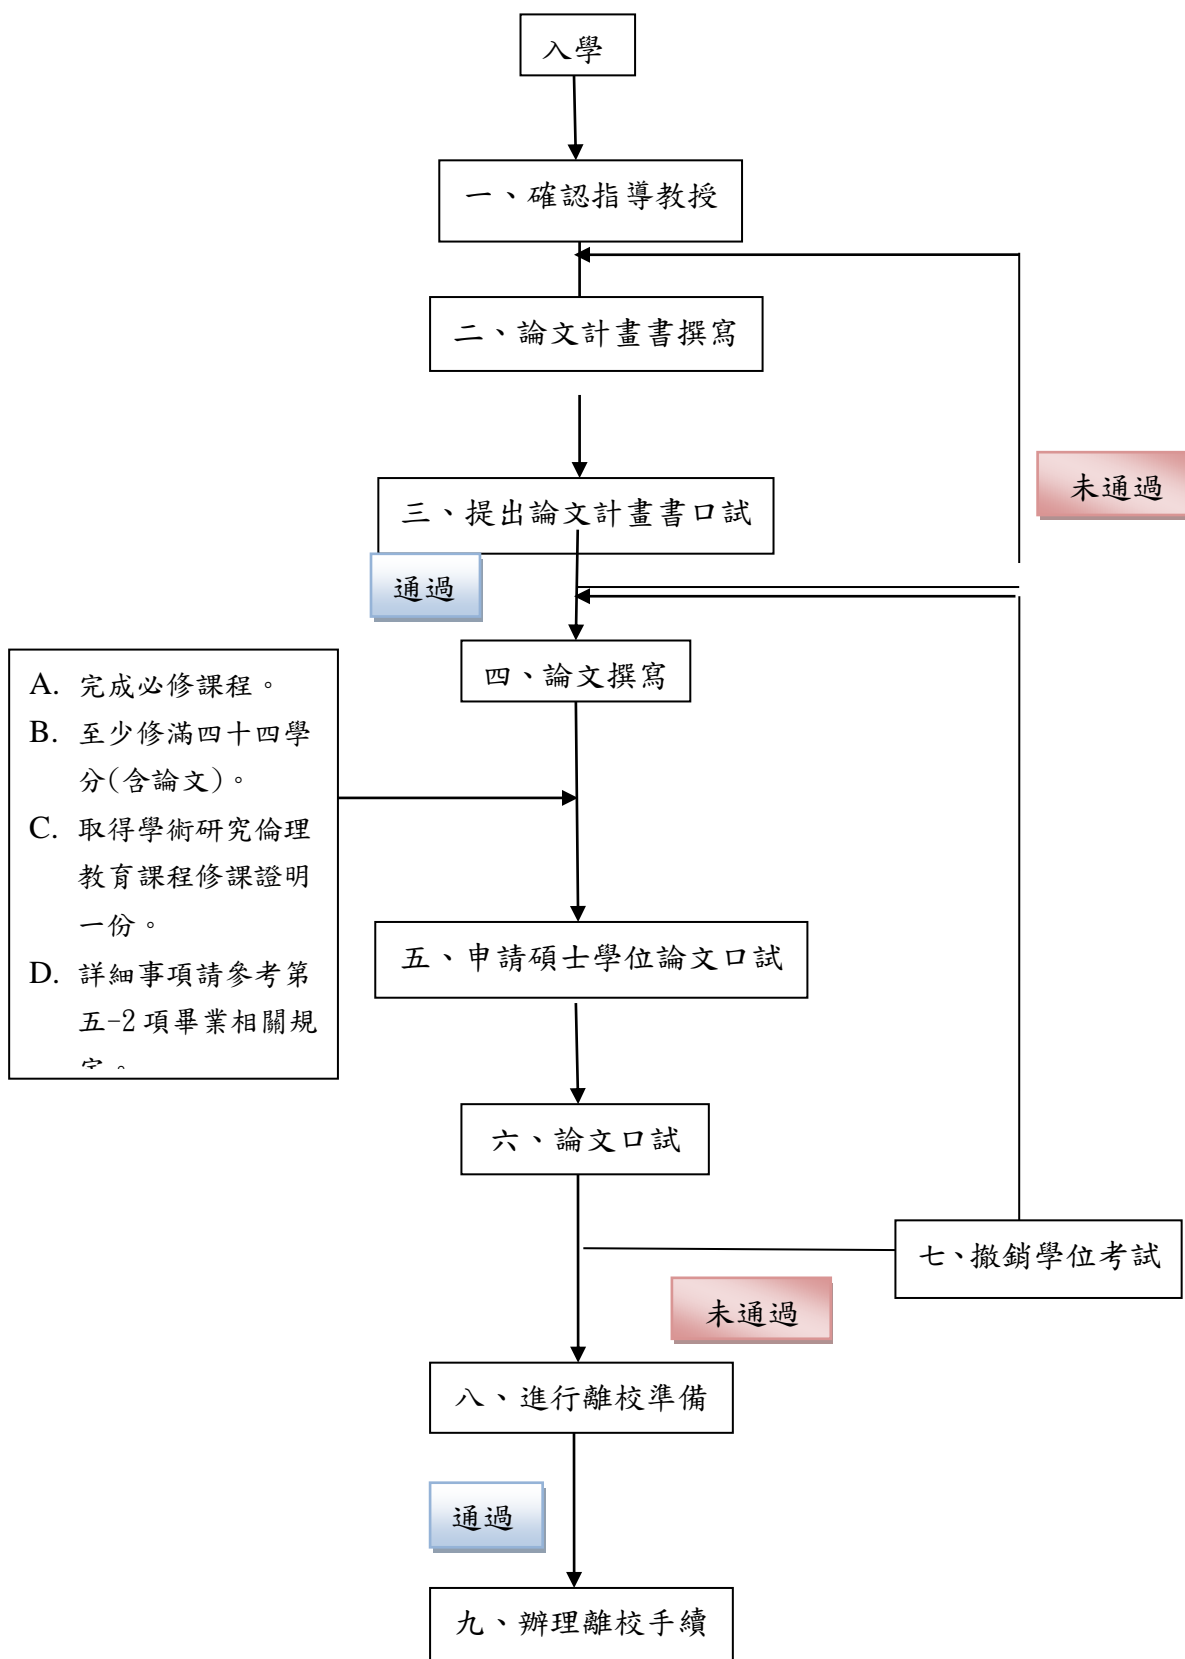 入學
一、確認指導教授
二、論文計畫書撰寫
未通過
三、提出論文計畫書口試
通過
四、論文撰寫
A. 完成必修課程。
B. 至少修滿四十四學
分(含論文)。
C. 取得學術研究倫理
教育課程修課證明
一份。
D. 詳細事項請參考第
五-2 項畢業相關規
定。
五、申請碩士學位論文口試
六、論文口試
七、撤銷學位考試
未通過
八、進行離校準備
通過
九、辦理離校手續